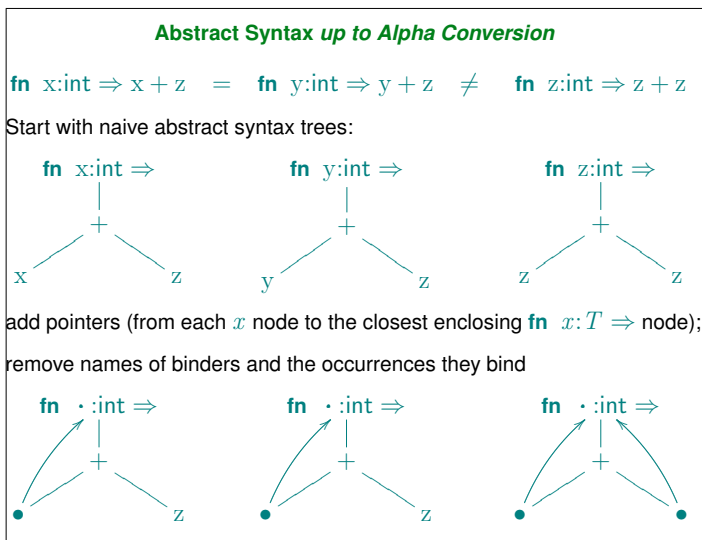 Abstract Syntax up to Alpha Conversion
fn x:int ⇒ x + z = fn y:int ⇒ y + z ≠ fn z:int ⇒ z + z
Start with naive abstract syntax trees:
fn x:int ⇒ fn y:int ⇒ fn z:int ⇒
+ + +
x z y z z z
add pointers (from each x node to the closest enclosing fn x:T ⇒ node);
remove names of binders and the occurrences they bind
fn · :int ⇒ fn · :int ⇒ fn · :int ⇒
+ + +
• z • z • •